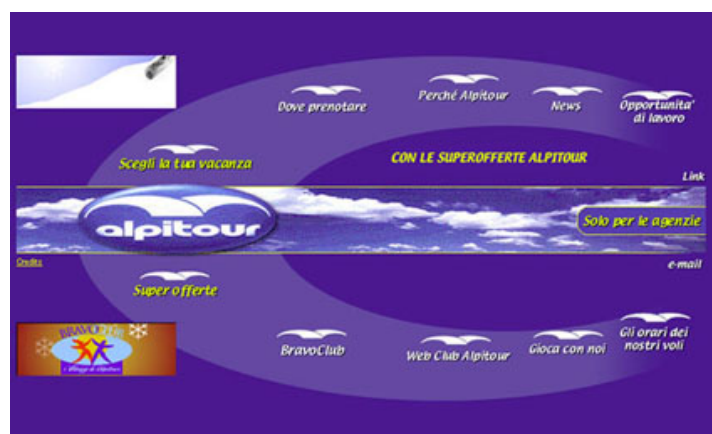 Dove prenotare
Perché Alpitour
News
Opportunita'
di lavoro
Scegli la tua vacanza
CON LE SUPEROFFERTE ALPITOUR
Link
alpitour
Solo per le agenzie
Credits
e-mail
Super offerte
BRAVOCLUB
BravoClub
Web Club Alpitour
Gioca con noi
Gli orari dei
nostri voli